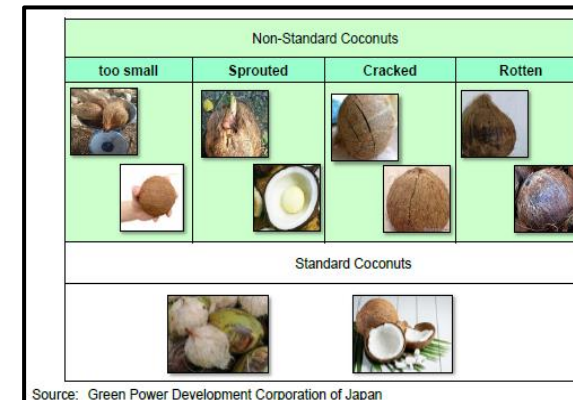 Non-Standard Coconuts
too small Sprouted Cracked Rotten
Standard Coconuts
Source: Green Power Development Corporation of Japan